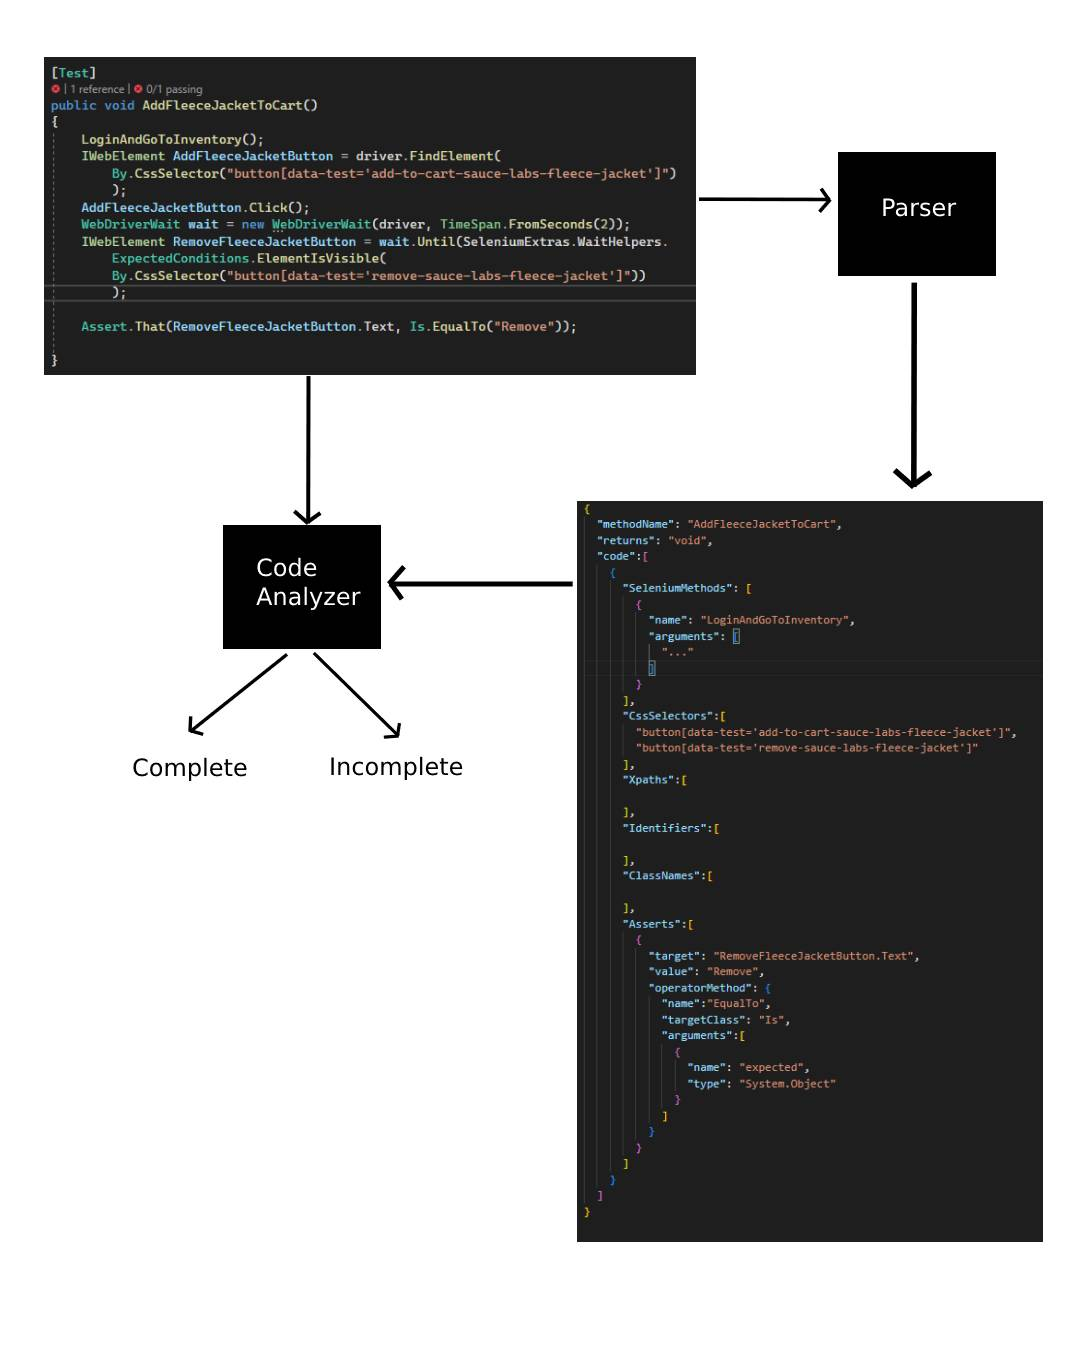 [Test]
| 1 reference | 0/1 passing
public void AddFleeceJacketToCart()
{
LoginAndGoToInventory();
IWebElement AddFleeceJacketButton = driver.FindElement(
By.CssSelector("button[data-test='add-to-cart-sauce-labs-fleece-jacket']")
);
AddFleeceJacketButton.Click();
WebDriverWait wait = new WebDriverWait(driver, TimeSpan.FromSeconds(2));
IWebElement RemoveFleeceJacketButton = wait.Until(SeleniumExtras.WaitHelpers.
ExpectedConditions.ElementIsVisible(
By.CssSelector("button[data-test='remove-sauce-labs-fleece-jacket']"))
);
Assert.That(RemoveFleeceJacketButton.Text, Is.EqualTo("Remove"));
}
Parser
{
"methodName": "AddFleeceJacketToCart",
"returns": "void",
"code":[
{
"SeleniumMethods": [
{
"name": "LoginAndGoToInventory",
"arguments": [
"..."
]
}
],
"CssSelectors":[
"button[data-test='add-to-cart-sauce-labs-fleece-jacket']",
"button[data-test='remove-sauce-labs-fleece-jacket']"
],
"Xpaths":[
],
"Identifiers":[
],
"ClassNames":[
],
"Asserts":[
{
"target": "RemoveFleeceJacketButton.Text",
"value": "Remove",
"operatorMethod": {
"name":"EqualTo",
"targetClass": "Is",
"arguments":[
{
"name": "expected",
"type": "System.Object"
}
]
}
}
]
}
]
}
Code
Analyzer
Complete
Incomplete